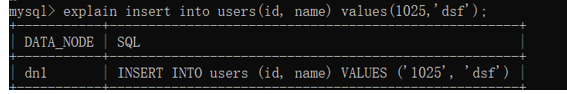 mysql> explain insert into users(id, name) values(1025,'dsf');
+-----------+------------------------------------------------------+
| DATA_NODE | SQL                                                  |
+-----------+------------------------------------------------------+
| dn1       | INSERT INTO users (id, name) VALUES ('1025', 'dsf') |